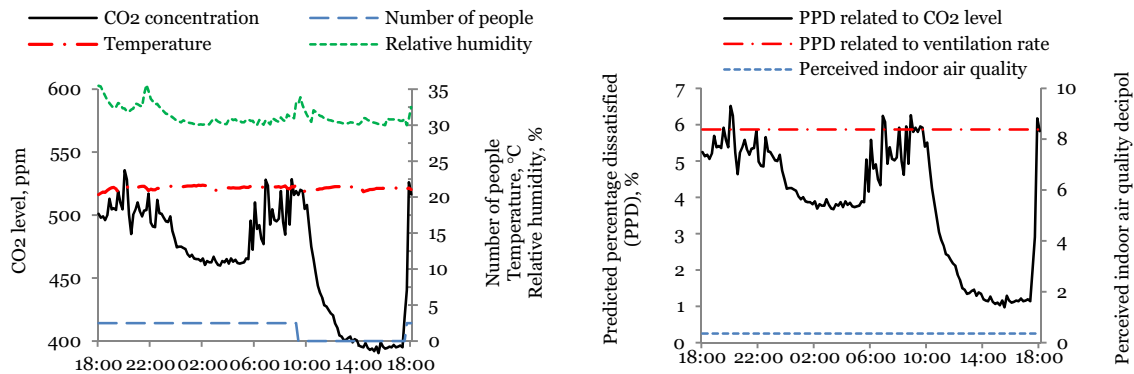 CO2 concentration
Number of people
Temperature
Relative humidity
600
550
500
450
400
35
30
25
20
15
10
5
0
18:00 22:00 02:00 06:00 10:00 14:00 18:00
CO2 level, ppm
Number of people
Temperature, °C
Relative humidity, %
PPD related to CO2 level
PPD related to ventilation rate
Perceived indoor air quality
7
6
5
4
3
2
1
0
10
8
6
4
2
0
18:00 22:00 02:00 06:00 10:00 14:00 18:00
Predicted percentage dissatisfied
(PPD), %
Perceived indoor air quality decipol